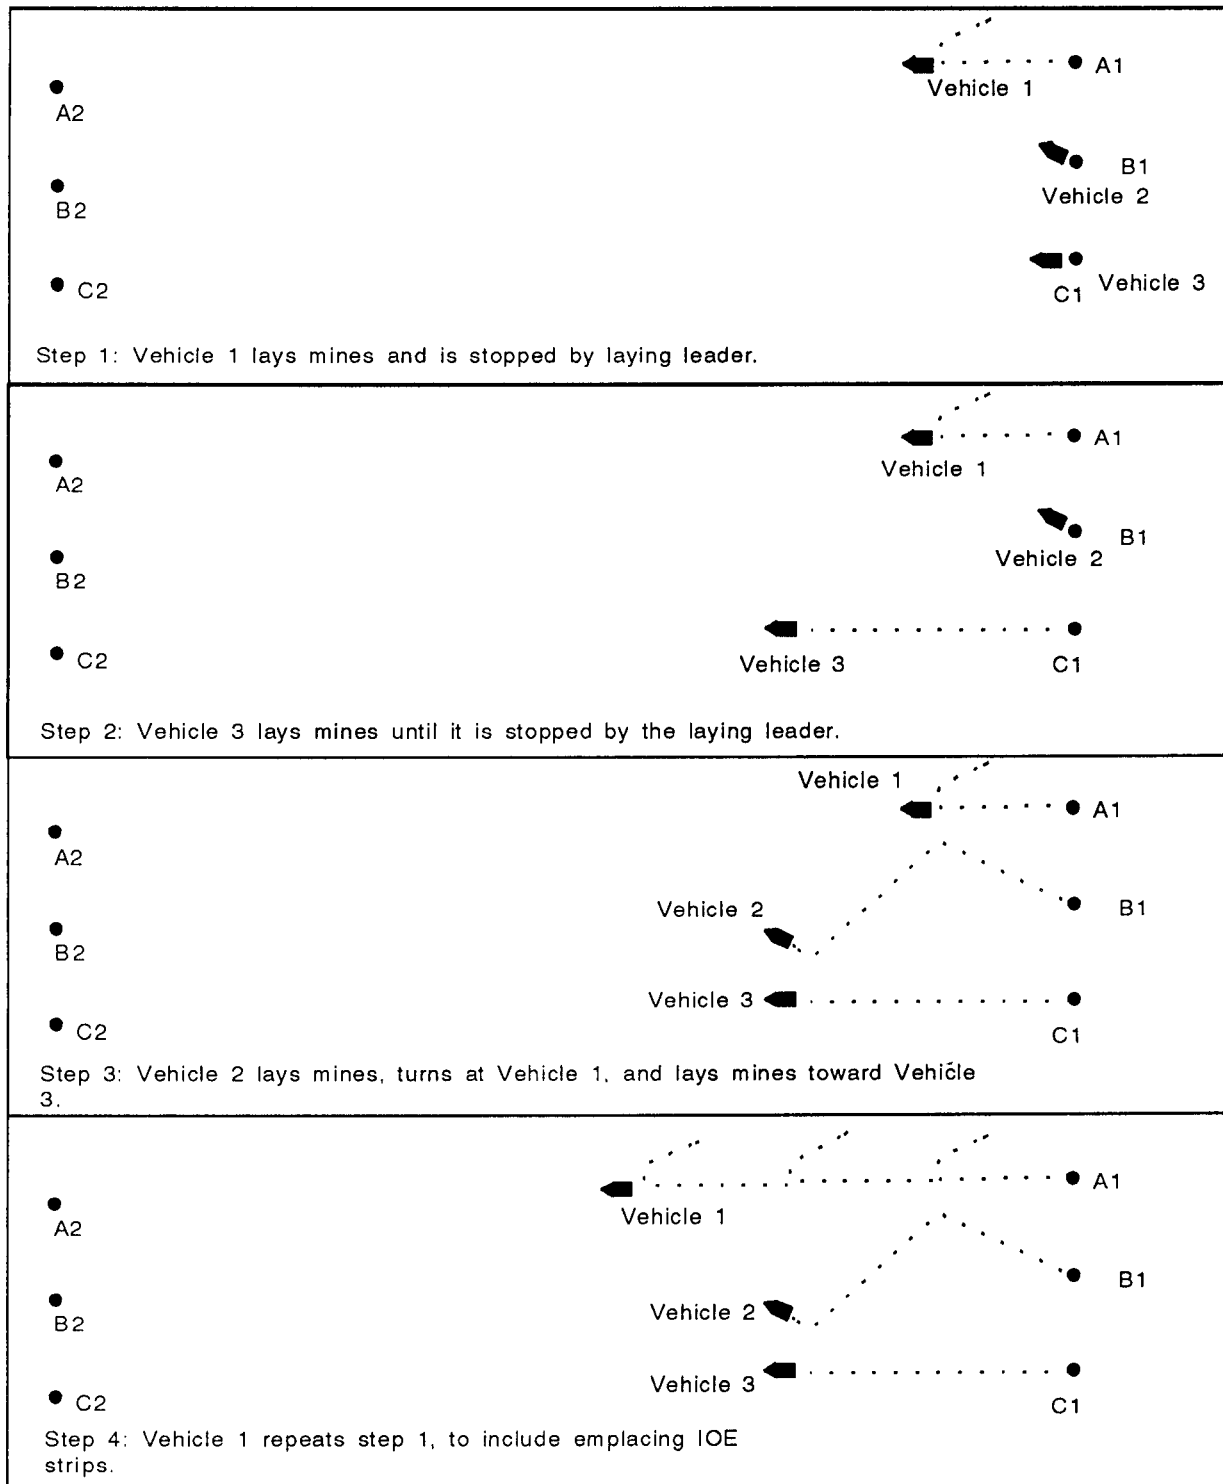 A1
Vehicle 1
A2
B1
Vehicle 2
B2
C2
Vehicle 3
C1
Step 1: Vehicle 1 lays mines and is stopped by laying leader.
A1
Vehicle 1
A2
B1
Vehicle 2
B2
C2
Vehicle 3
C1
Step 2: Vehicle 3 lays mines until it is stopped by the laying leader.
Vehicle 1
A1
A2
Vehicle 2
B1
B2
Vehicle 3
C2
C1
Step 3: Vehicle 2 lays mines, turns at Vehicle 1, and lays mines toward Vehicle
3.
A1
Vehicle 1
A2
B1
Vehicle 2
B2
Vehicle 3
C2
C1
Step 4: Vehicle 1 repeats step 1, to include emplacing IOE
strips.